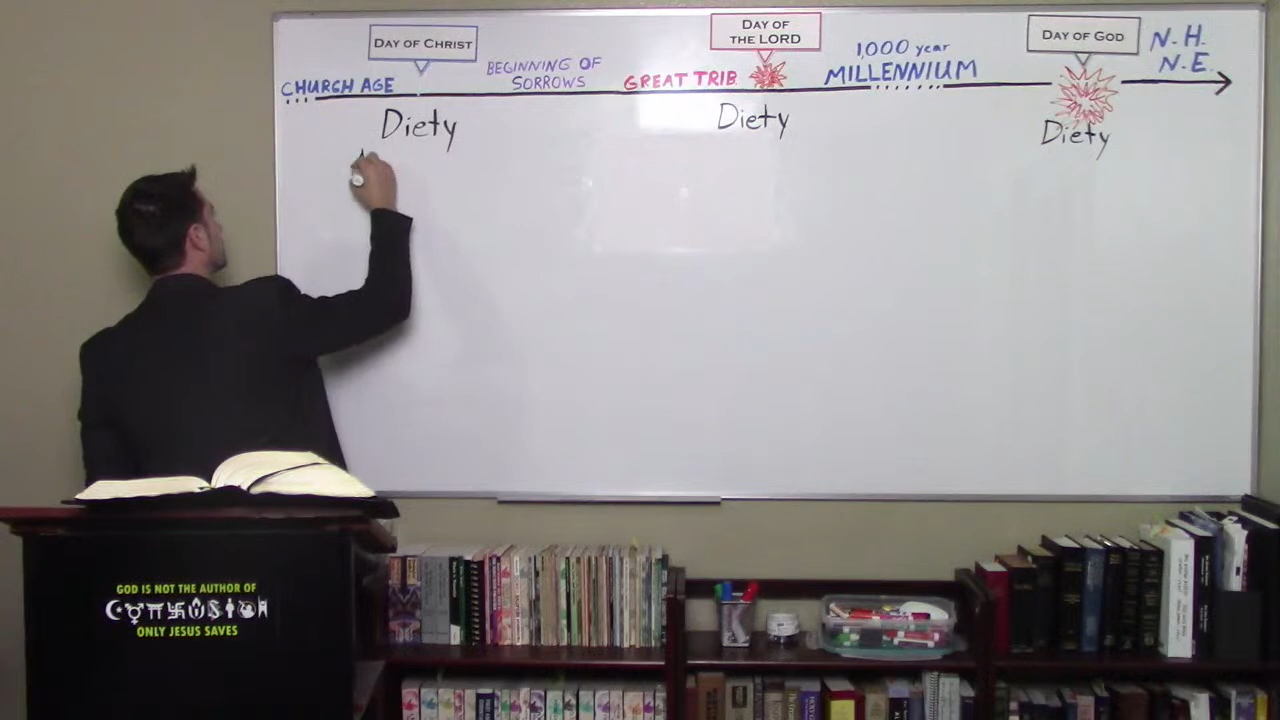 DAY OF CHRIST
DAY OF
THE LORD
DAY OF GOD
N.H.
N.E.
CHURCH AGE
BEGINNING OF
SORROWS
GREAT TRIB.
1,000 year
MILLENNIUM
Diety
Diety
Diety
GOD IS NOT THE AUTHOR OF
ONLY JESUS SAVES